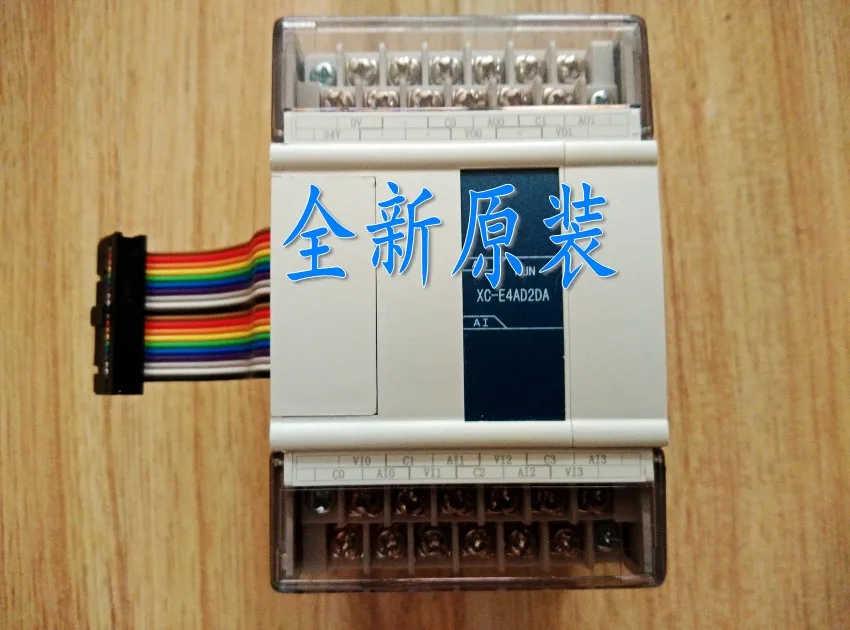 0V C0 AO0 C1 AO1
24V - - VO0 - VO1
全新原装
XC-E4AD2DA
AI
VI0 C1 AI1 VI2 C3 AI3
C0 AI0 VI1 C2 AI2 VI3